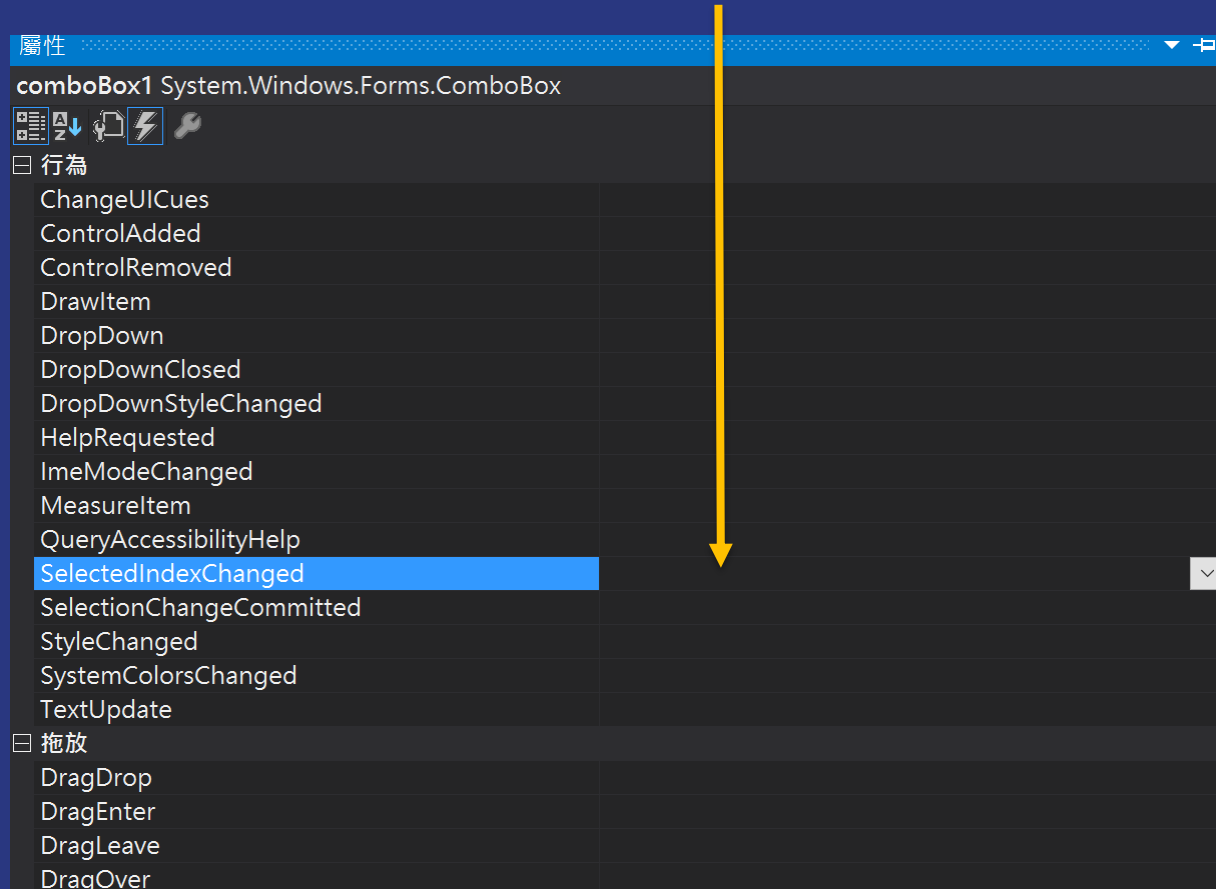 屬性
comboBox1 System.Windows.Forms.ComboBox
行為
ChangeUICues
ControlAdded
ControlRemoved
DrawItem
DropDown
DropDownClosed
DropDownStyleChanged
HelpRequested
ImeModeChanged
MeasureItem
QueryAccessibilityHelp
SelectedIndexChanged
SelectionChangeCommitted
StyleChanged
SystemColorsChanged
TextUpdate
拖放
DragDrop
DragEnter
DragLeave
DragOver